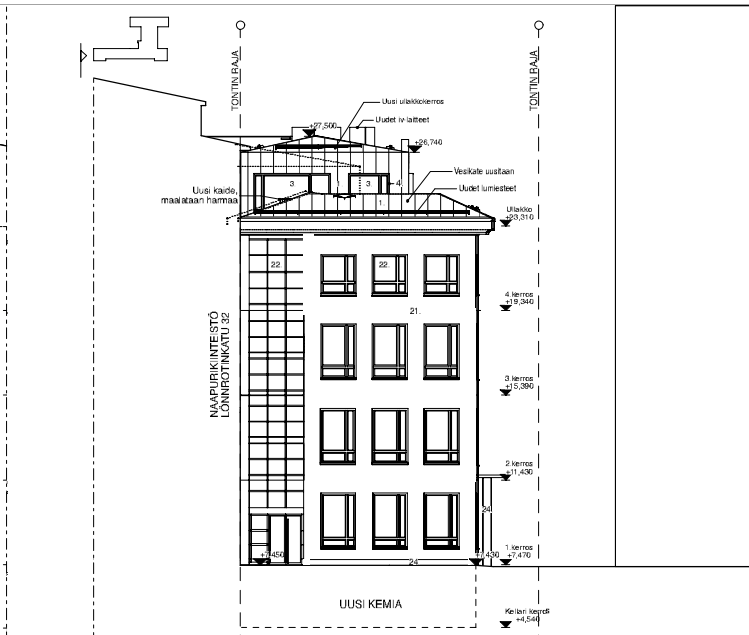 TONTIN RAJA
TONTIN RAJA
Uusi ullakkokerros
+27,500
Uudet iv-laitteet
+26,740
Vesikate uusitaan
3.
1.
3.
4.
Uudet lumiesteet
Uusi kaide,
maalataan harmaa
1.
Ullakko
+23,310
22.
22.
4.kerros
+19,340
21.
NAAPURIKIINTEISTÖ
LÖNNROTINKATU 32
3.kerros
+15,390
2.kerros
+11,430
24
1.kerros
+7,470
+7,450
+7,430
24
UUSI KEMIA
Kellari kerros
+4,540